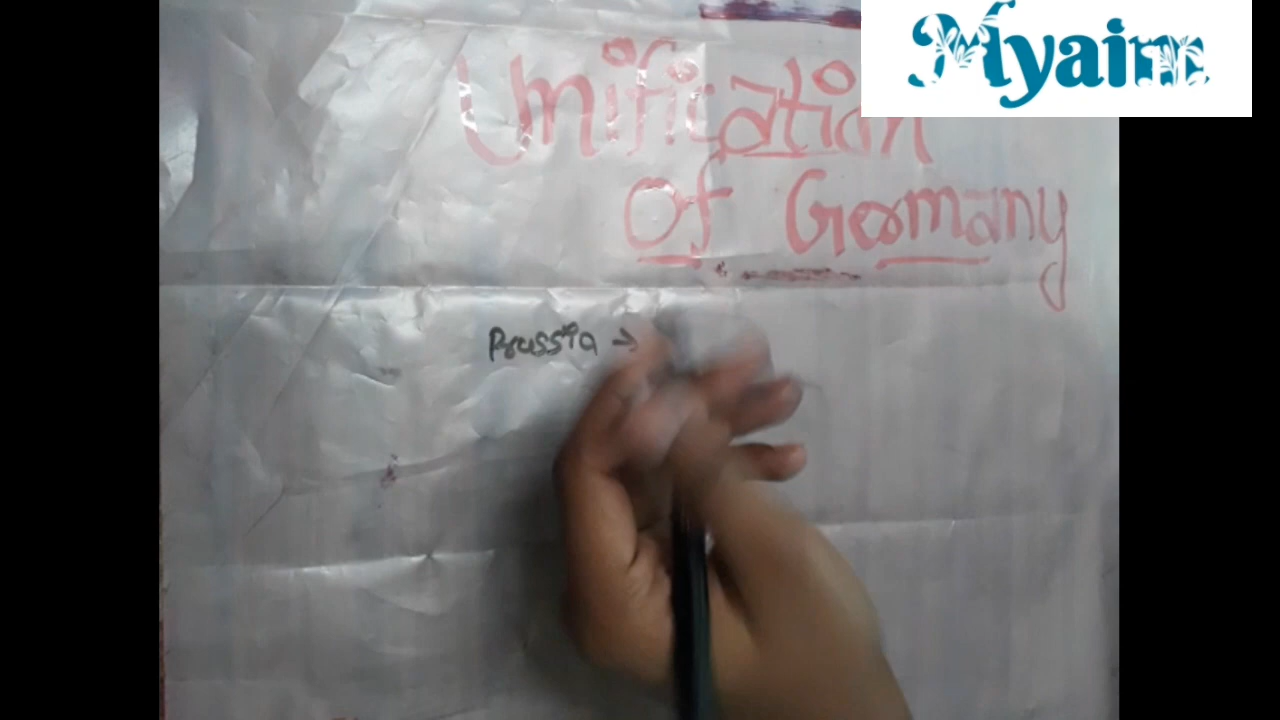 Myaim
Unification
Of Germany
Prussia →